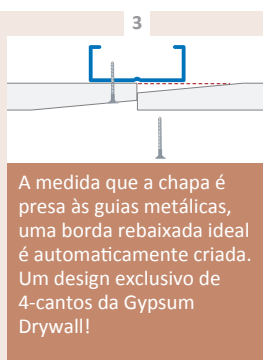 3
A medida que a chapa é
presa às guias metálicas,
uma borda rebaixada ideal
é automaticamente criada.
Um design exclusivo de
4-cantos da Gypsum
Drywall!